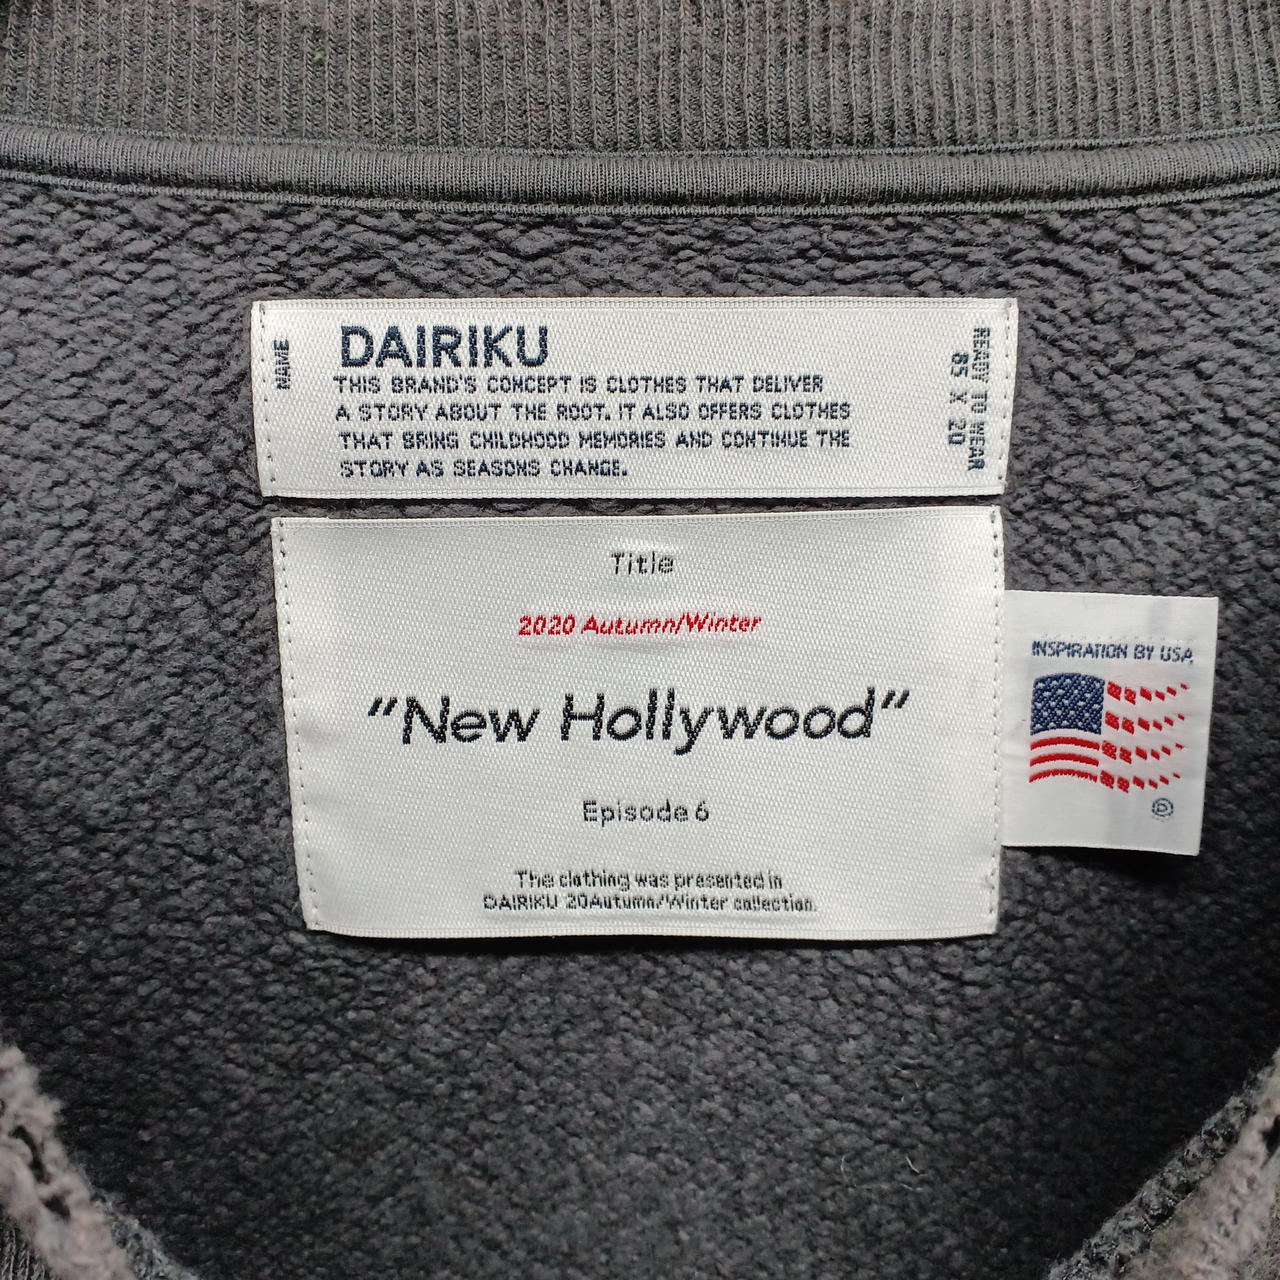 NAME
DAIRIKU
THIS BRAND'S CONCEPT IS CLOTHES THAT DELIVER
A STORY ABOUT THE ROOT. IT ALSO OFFERS CLOTHES
THAT BRING CHILDHOOD MEMORIES AND CONTINUE THE
STORY AS SEASONS CHANGE.
READY TO WEAR
85 X 20
Title
2020 Autumn/Winter
"New Hollywood"
Episode 6
The clothing was presented in
DAIRIKU 20Autumn/Winter collection.
INSPIRATION BY USA
Ⓓ